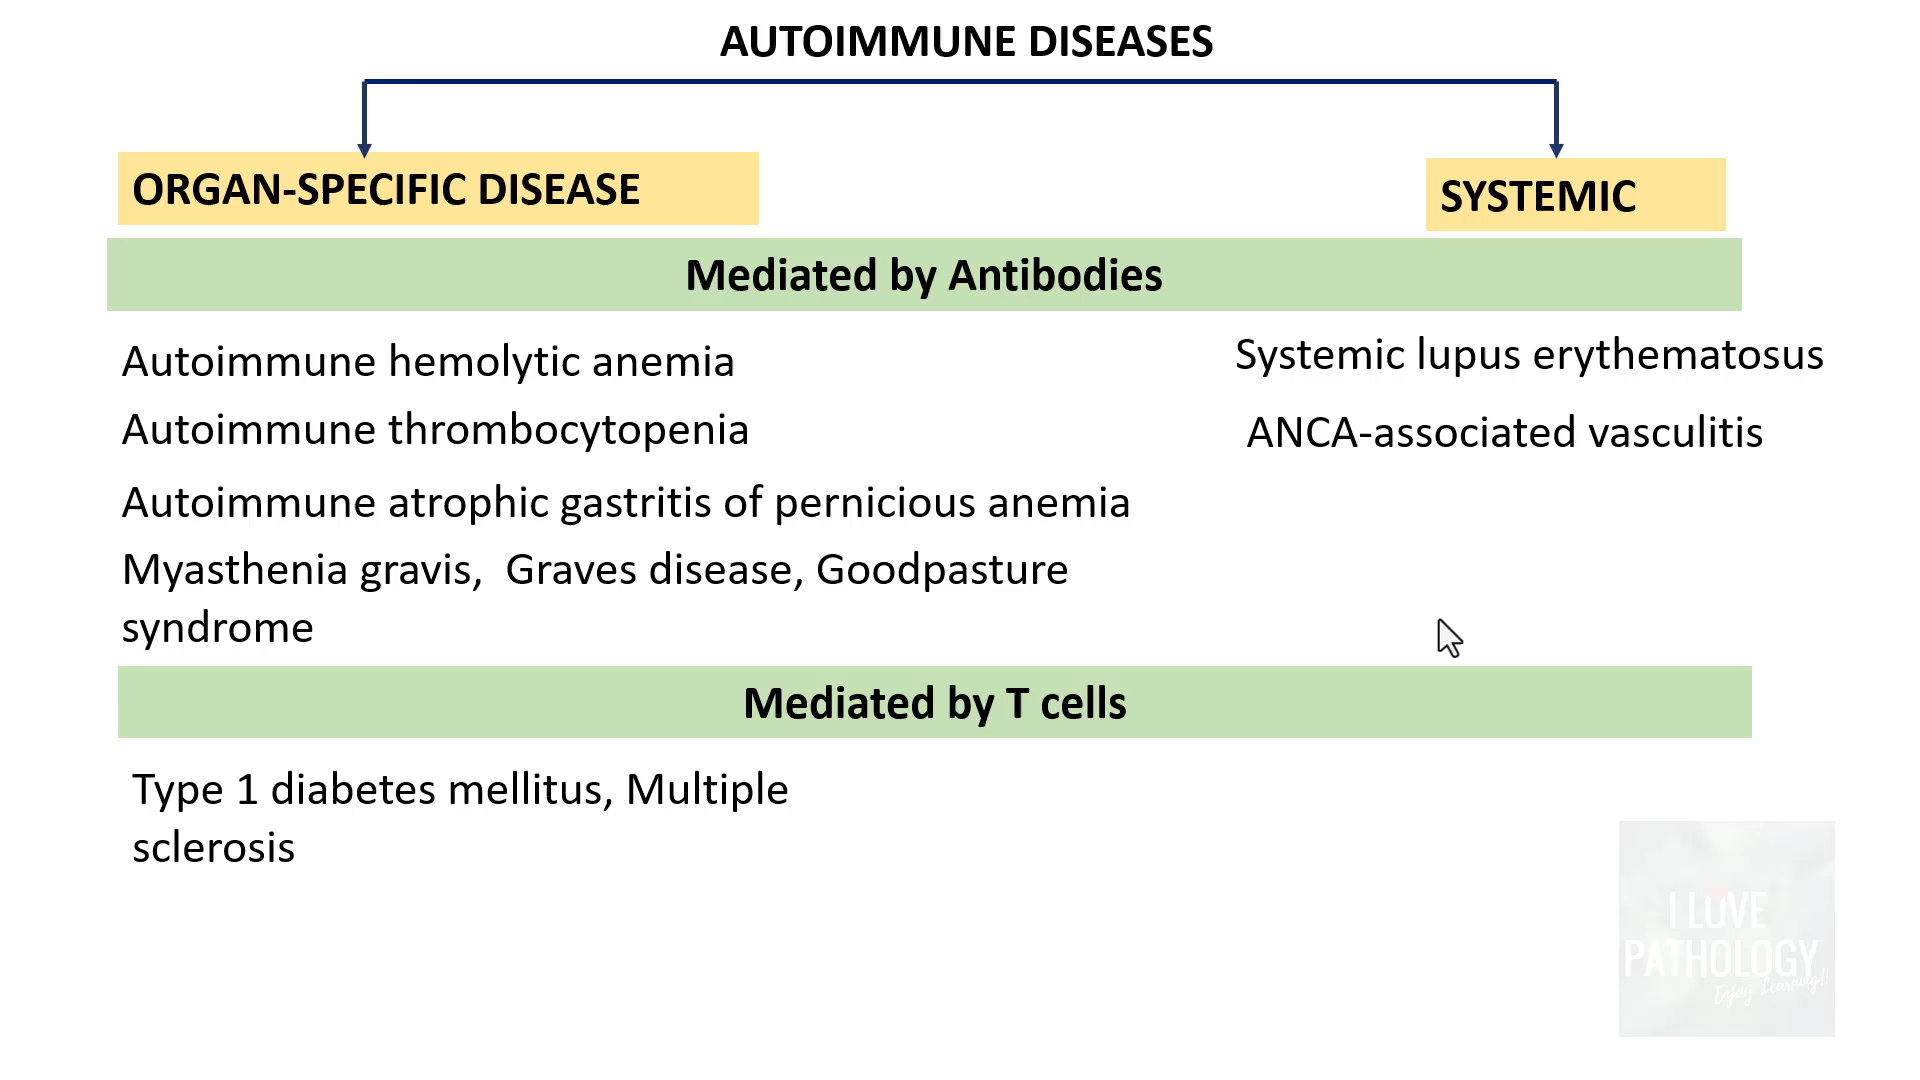 AUTOIMMUNE DISEASES
ORGAN-SPECIFIC DISEASE
SYSTEMIC
Mediated by Antibodies
Autoimmune hemolytic anemia
Systemic lupus erythematosus
Autoimmune thrombocytopenia
ANCA-associated vasculitis
Autoimmune atrophic gastritis of pernicious anemia
Myasthenia gravis,  Graves disease, Goodpasture
syndrome
Mediated by T cells
Type 1 diabetes mellitus, Multiple
sclerosis
I LOVE
PATHOLOGY
Enjoy Learning!!